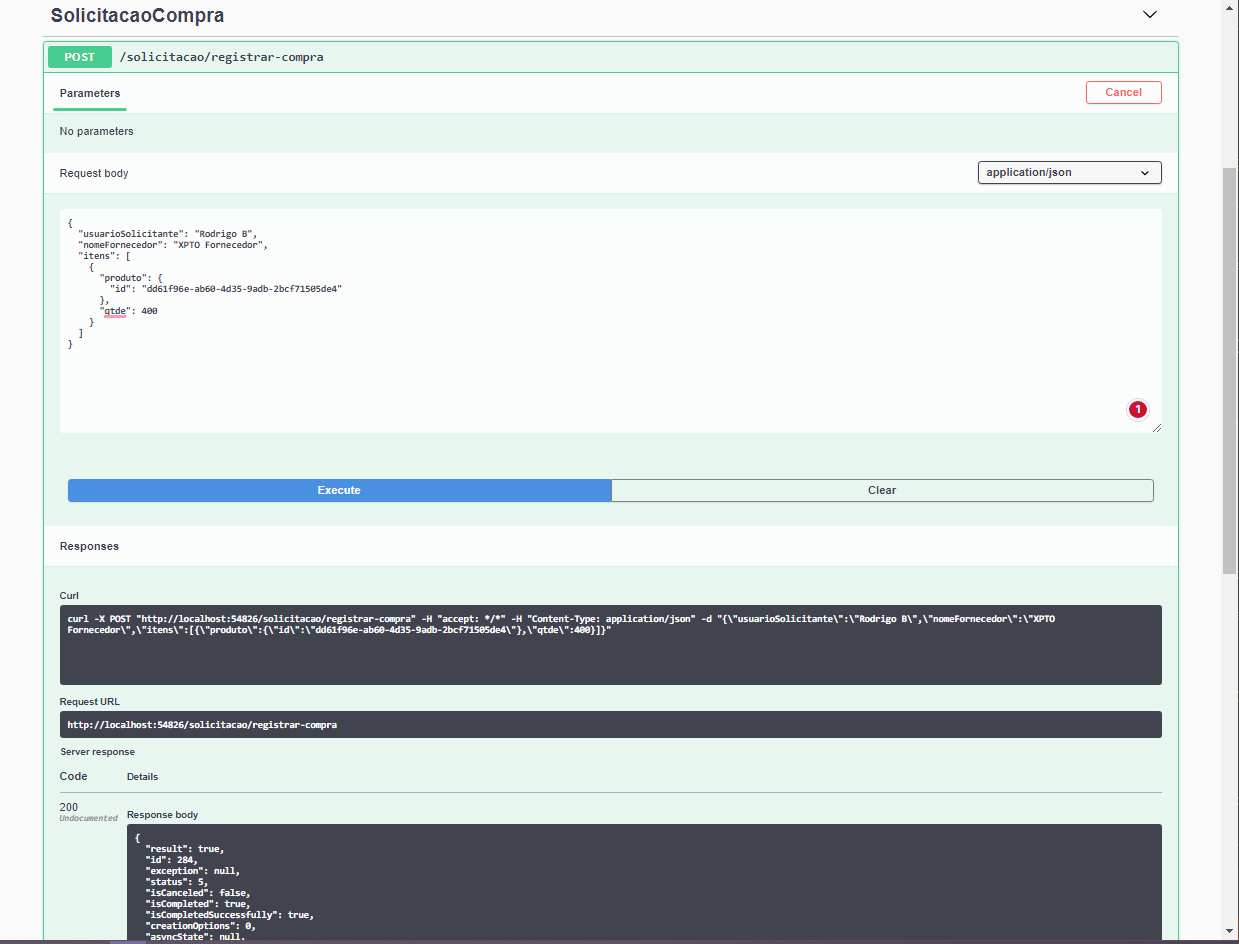 SolicitacaoCompra
POST /solicitacao/registrar-compra
Parameters
Cancel
No parameters
Request body
application/json
{
  "usuarioSolicitante": "Rodrigo B",
  "nomeFornecedor": "XPTO Fornecedor",
  "itens": [
    {
      "produto": {
        "id": "dd61f96e-ab60-4d35-9adb-2bcf71505de4"
      },
      "qtde": 400
    }
  ]
}
1
Execute
Clear
Responses
Curl
curl -X POST "http://localhost:54826/solicitacao/registrar-compra" -H "accept: */*" -H "Content-Type: application/json" -d "{\"usuarioSolicitante\":\"Rodrigo B\",\"nomeFornecedor\":\"XPTO
Fornecedor\",\"itens\":[{\"produto\":{\"id\":\"dd61f96e-ab60-4d35-9adb-2bcf71505de4\"},\"qtde\":400}]}"
Request URL
http://localhost:54826/solicitacao/registrar-compra
Server response
Code
Details
200
Undocumented
Response body
{
  "result": true,
  "id": 284,
  "exception": null,
  "status": 5,
  "isCanceled": false,
  "isCompleted": true,
  "isCompletedSuccessfully": true,
  "creationOptions": 0,
  "asyncState": null,